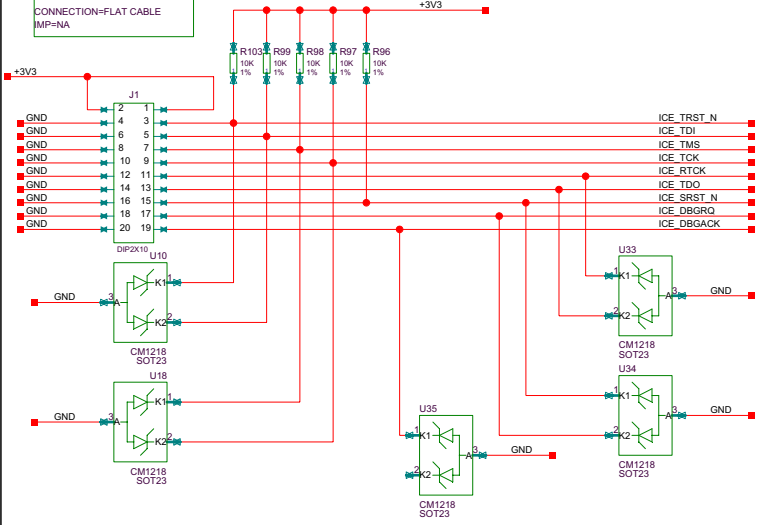 CONNECTION=FLAT CABLE
IMP=NA
+3V3
R103 R99 R98 R97 R96
10K 10K 10K 10K 10K
1% 1% 1% 1% 1%
+3V3
J1
2 1
GND 4 3 ICE_TRST_N
GND 6 5 ICE_TDI
GND 8 7 ICE_TMS
GND 10 9 ICE_TCK
GND 12 11 ICE_RTCK
GND 14 13 ICE_TDO
GND 16 15 ICE_SRST_N
GND 18 17 ICE_DBGRQ
GND 20 19 ICE_DBGACK
DIP2X10
U10
GND 3 A K1 1
K2 2
CM1218
SOT23
U33
1 K1 A 3 GND
2 K2
CM1218
SOT23
U18
GND 3 A K1 1
K2 2
CM1218
SOT23
U34
1 K1 A 3 GND
2 K2
CM1218
SOT23
U35
1 K1 A 3 GND
2 K2
CM1218
SOT23